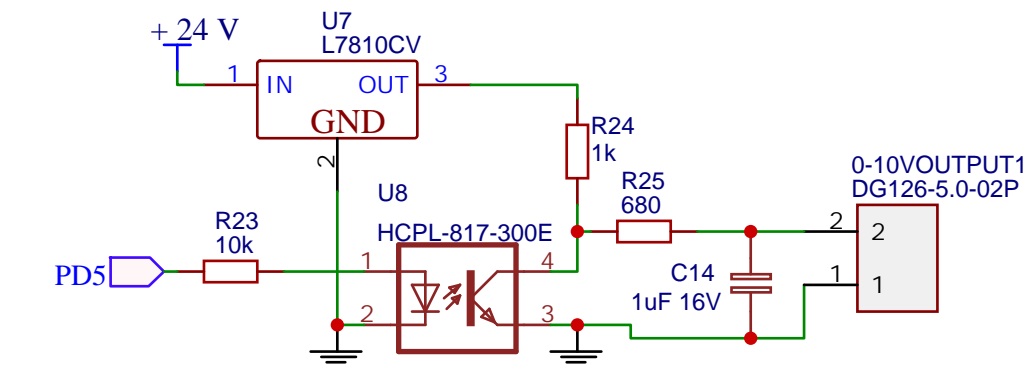 + 24 V
U7
L7810CV
1
IN
OUT
3
GND
2
R24
1k
R25
680
0-10VOUTPUT1
DG126-5.0-02P
2
2
1
1
U8
HCPL-817-300E
R23
10k
PD5
1
2
4
3
C14
1uF 16V